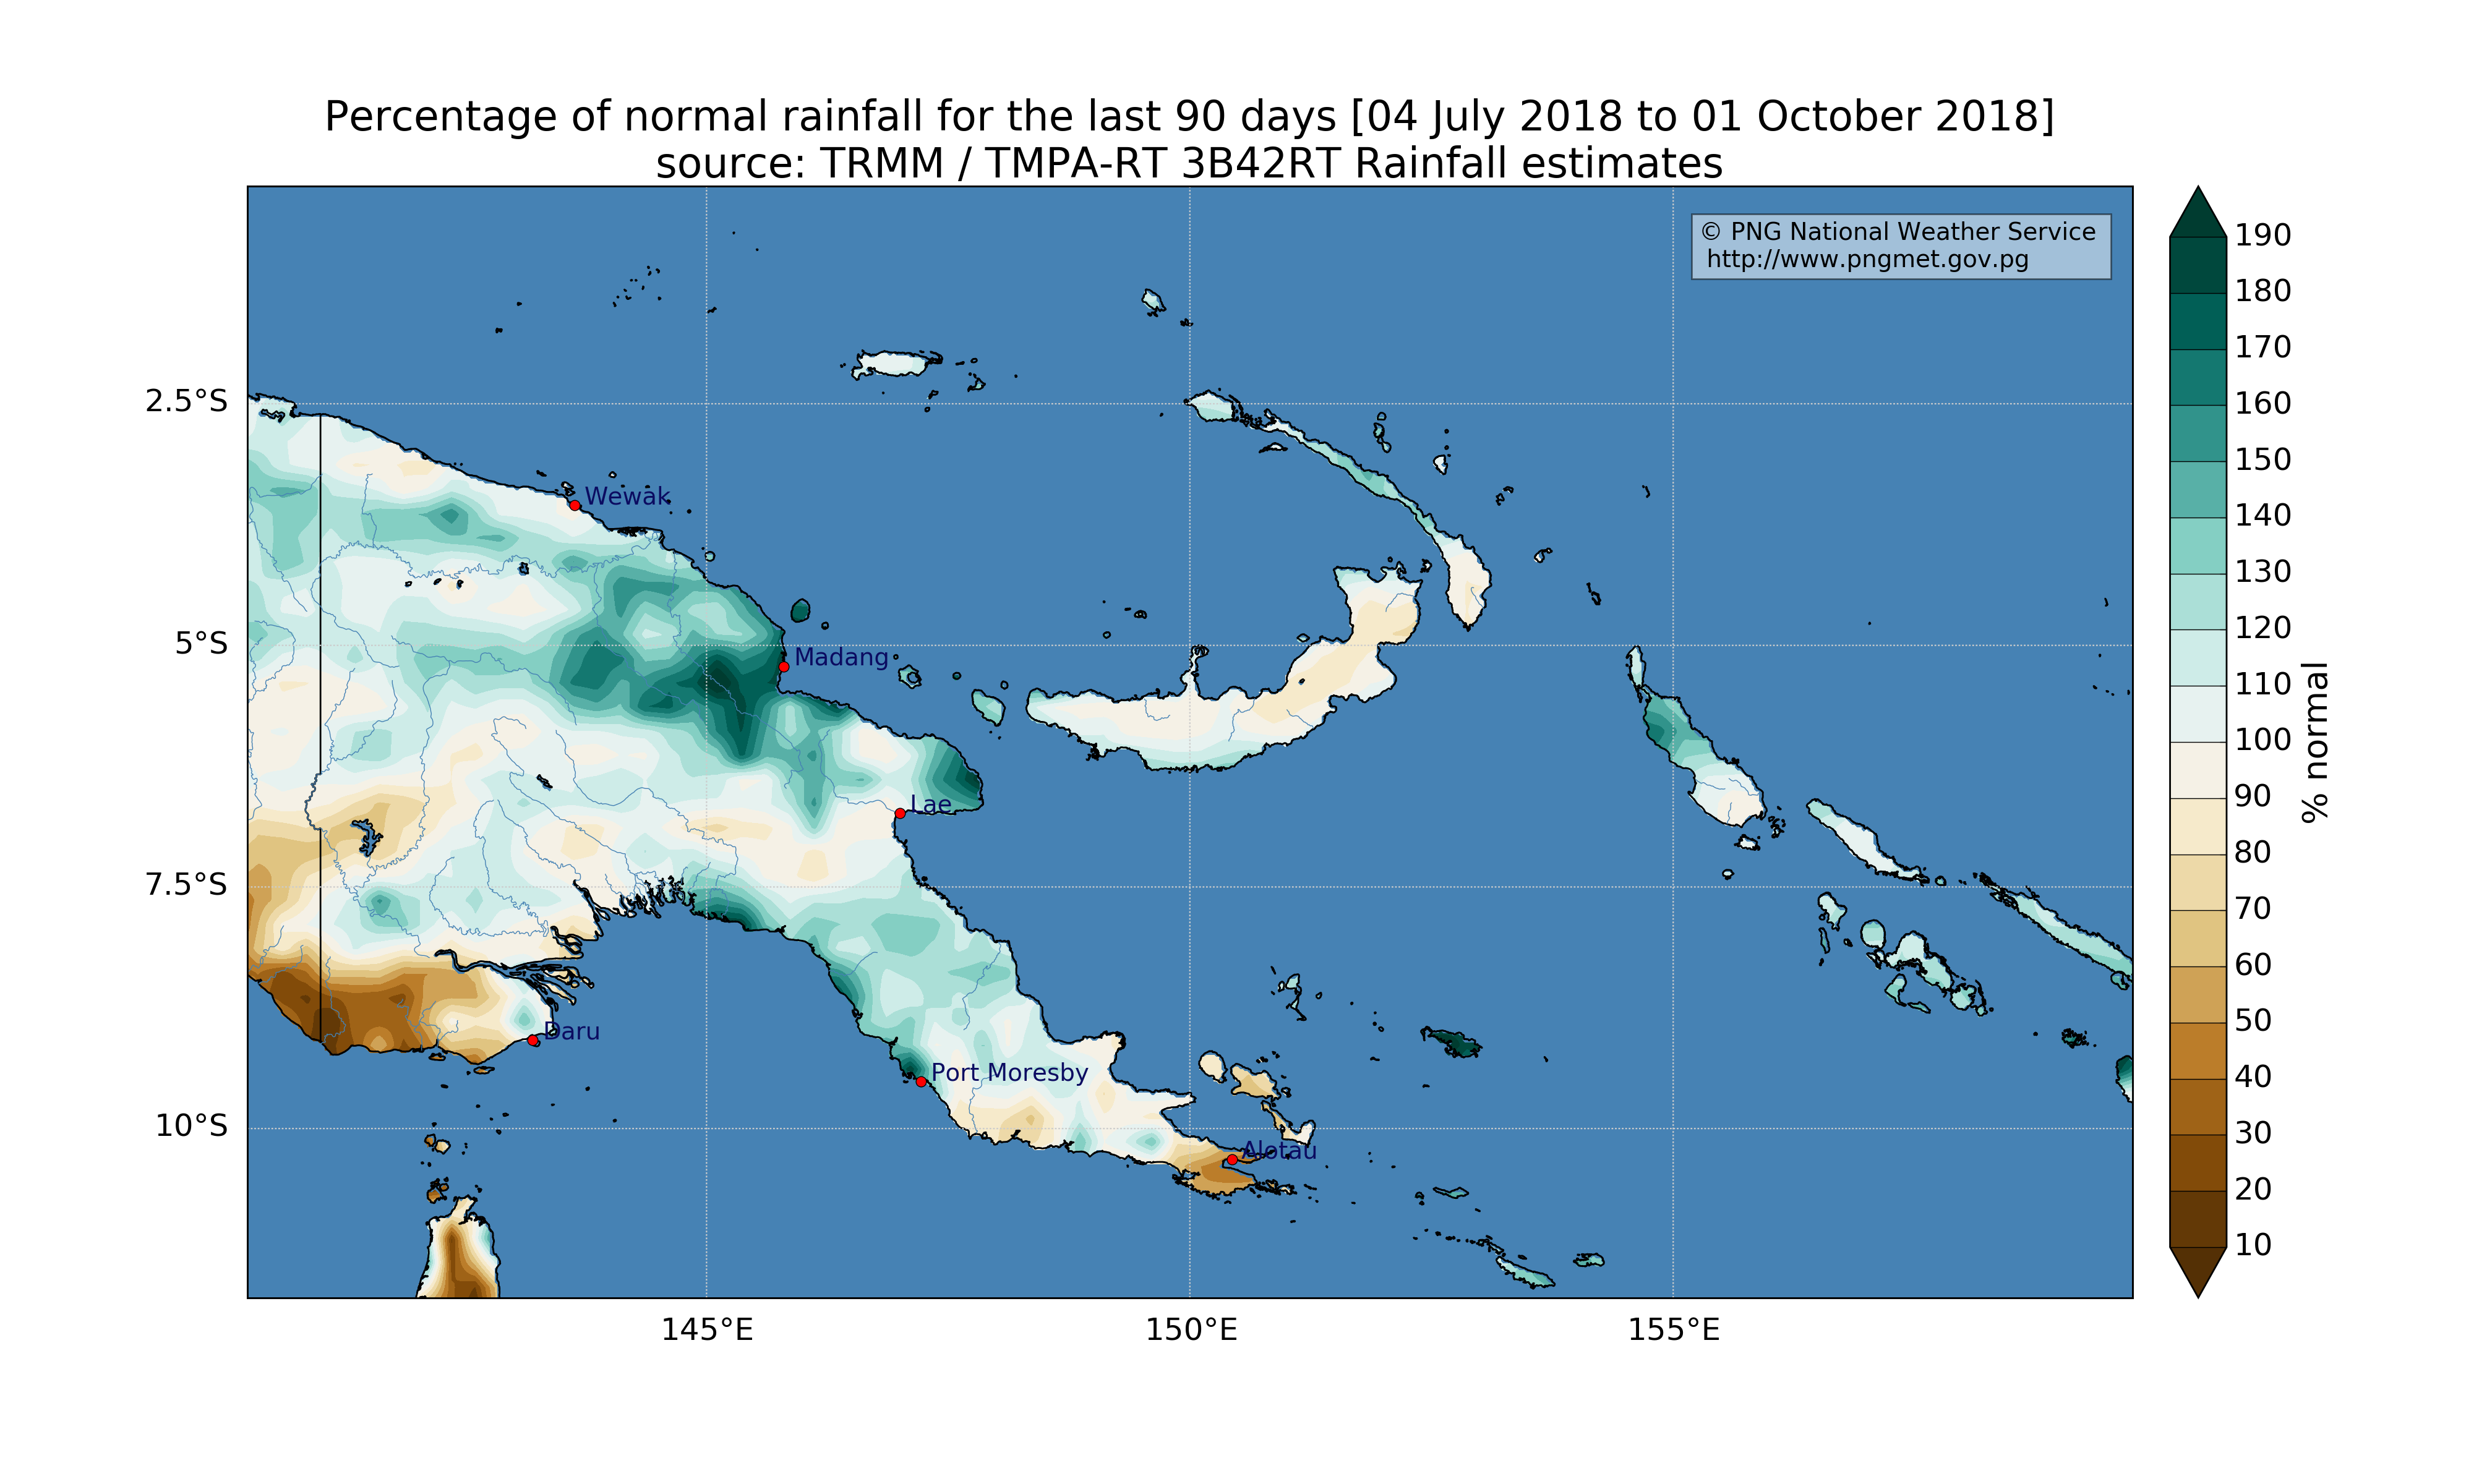 Percentage of normal rainfall for the last 90 days [04 July 2018 to 01 October 2018]
source: TRMM / TMPA-RT 3B42RT Rainfall estimates
© PNG National Weather Service
http://www.pngmet.gov.pg
2.5°S
5°S
7.5°S
10°S
Wewak
Madang
Lae
Daru
Port Moresby
Alotau
145°E
150°E
155°E
190
180
170
160
150
140
130
120
110
100
90
80
70
60
50
40
30
20
10
% normal